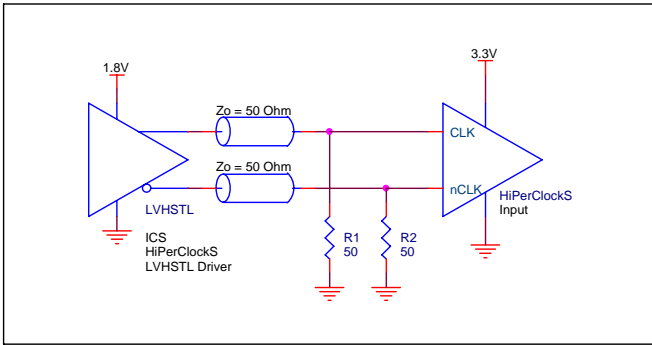 1.8V
3.3V
Zo = 50 Ohm
CLK
Zo = 50 Ohm
nCLK
HiPerClockS
Input
LVHSTL
ICS
HiPerClockS
LVHSTL Driver
R1
50
R2
50